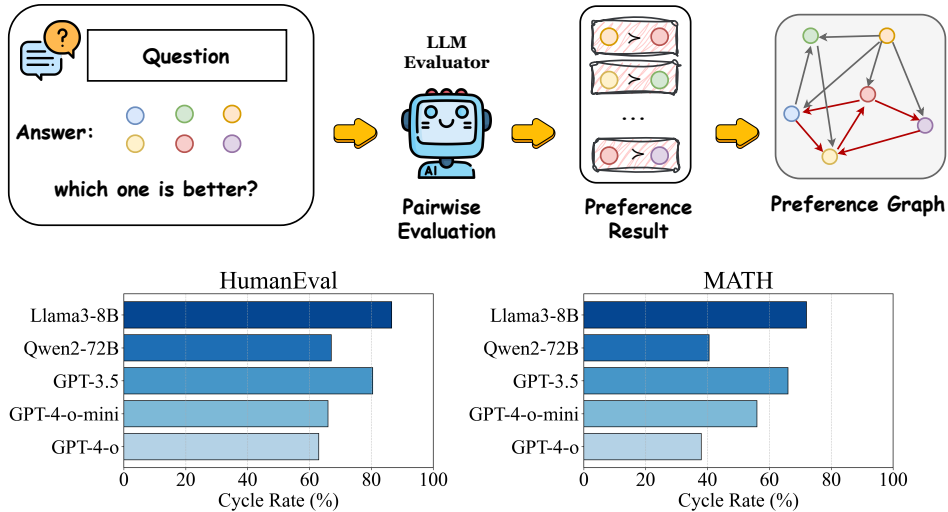 ?
Question
Answer:
which one is better?
LLM
Evaluator
AI
Pairwise
Evaluation
≻
≻
...
≻
Preference
Result
Preference Graph
HumanEval
Llama3-8B
Qwen2-72B
GPT-3.5
GPT-4-o-mini
GPT-4-o
0 20 40 60 80 100
Cycle Rate (%)
MATH
Llama3-8B
Qwen2-72B
GPT-3.5
GPT-4-o-mini
GPT-4-o
0 20 40 60 80 100
Cycle Rate (%)